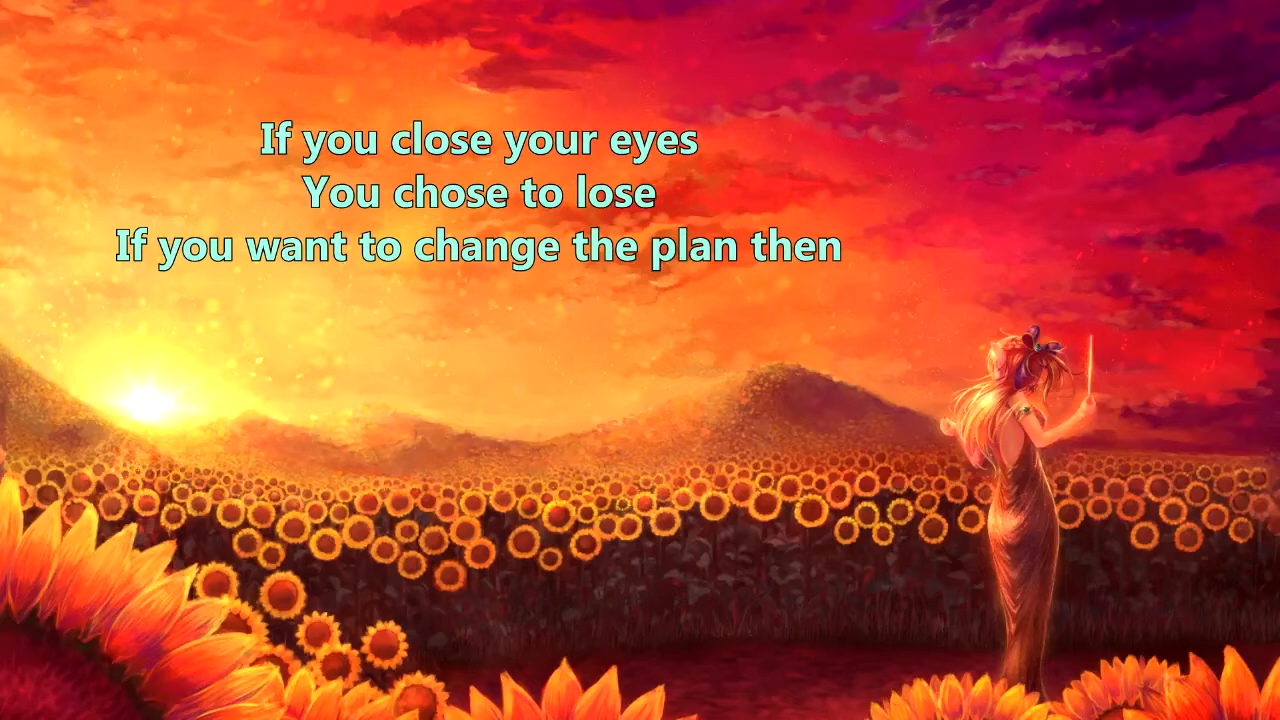 If you close your eyes
You chose to lose
If you want to change the plan then